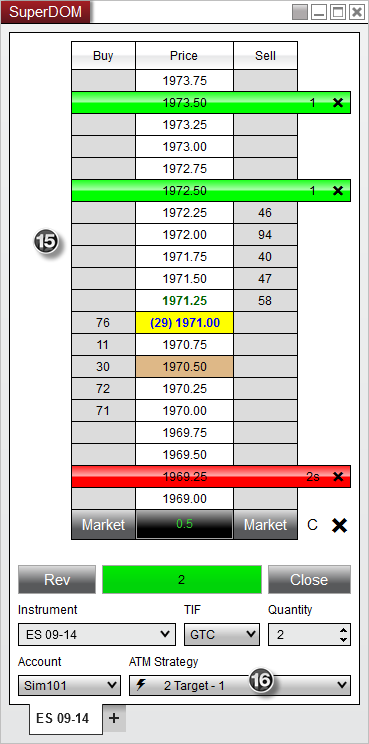 SuperDOM
Buy Price Sell
1973.75
1973.50 1
1973.25
1973.00
1972.75
1972.50 1
1972.25 46
1972.00 94
15
1971.75 40
1971.50 47
1971.25 58
76 (29) 1971.00
11 1970.75
30 1970.50
72 1970.25
71 1970.00
1969.75
1969.50
1969.25 2s
1969.00
Market 0.5 Market C
Rev 2 Close
Instrument TIF Quantity
ES 09-14 GTC 2
Account ATM Strategy
Sim101 2 Target - 1 16
ES 09-14 +